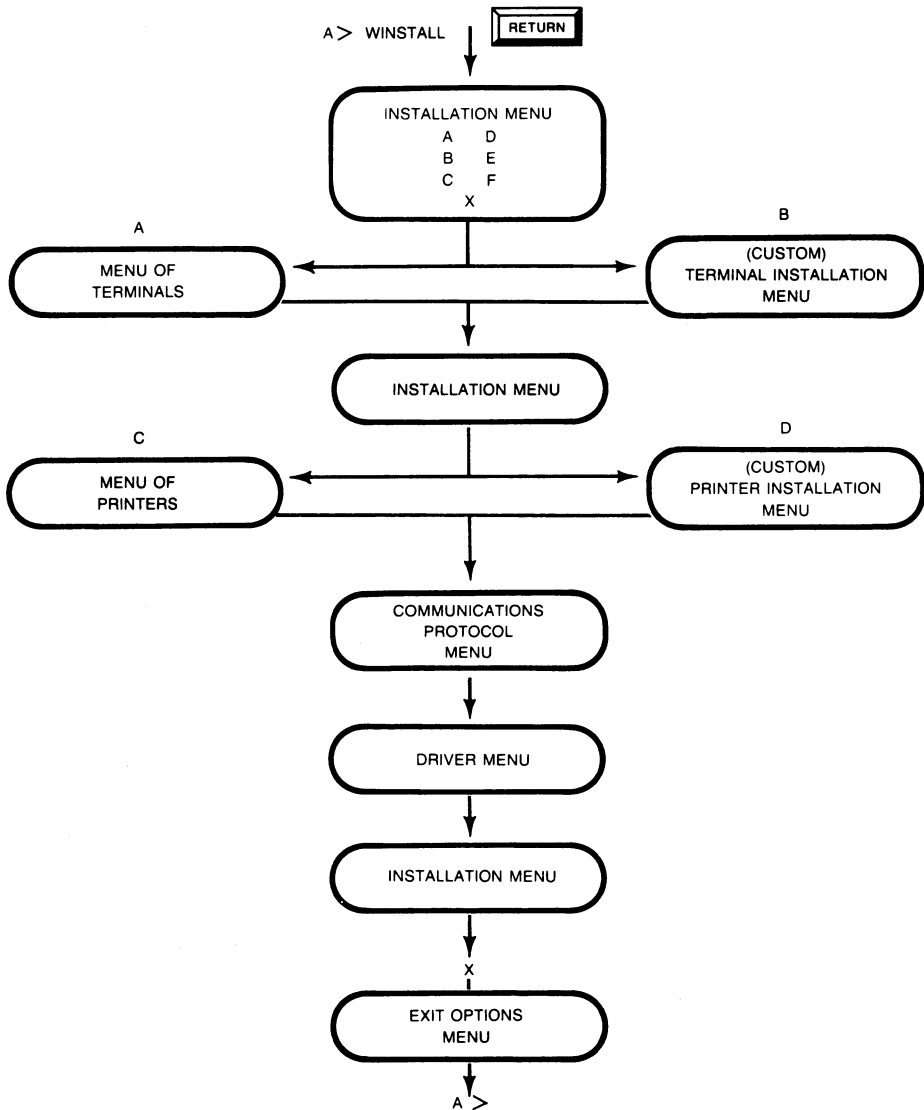 A> WINSTALL
RETURN
INSTALLATION MENU
A D
B E
C F
X
A
B
MENU OF
TERMINALS
(CUSTOM)
TERMINAL INSTALLATION
MENU
INSTALLATION MENU
C
D
MENU OF
PRINTERS
(CUSTOM)
PRINTER INSTALLATION
MENU
COMMUNICATIONS
PROTOCOL
MENU
DRIVER MENU
INSTALLATION MENU
X
EXIT OPTIONS
MENU
A >